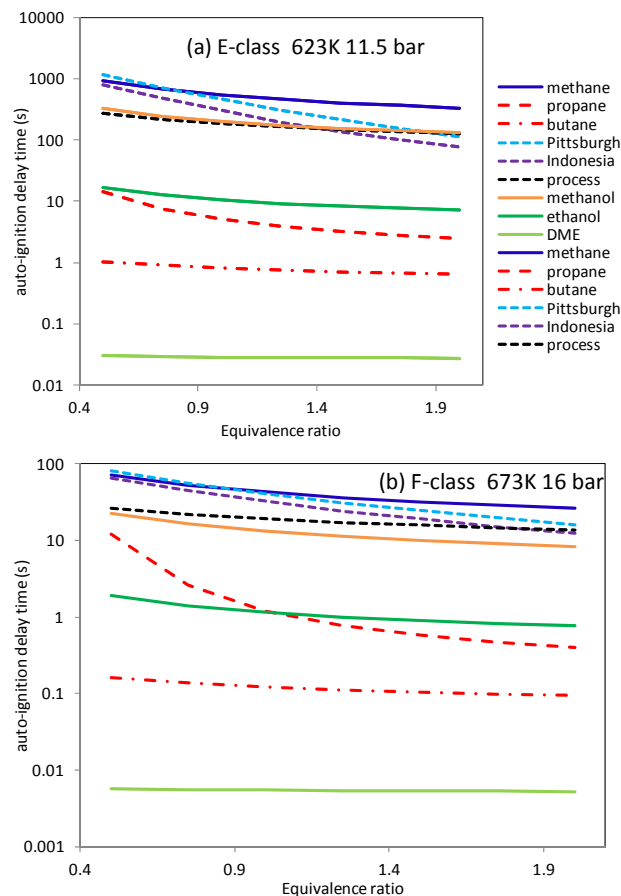 (a) E-class 623K 11.5 bar
10000
1000
100
10
1
0.1
0.01
auto-ignition delay time (s)
0.4
0.9
1.4
1.9
Equivalence ratio
methane
propane
butane
Pittsburgh
Indonesia
process
methanol
ethanol
DME
methane
propane
butane
Pittsburgh
Indonesia
process
(b) F-class 673K 16 bar
100
10
1
0.1
0.01
0.001
auto-ignition delay time (s)
0.4
0.9
1.4
1.9
Equivalence ratio